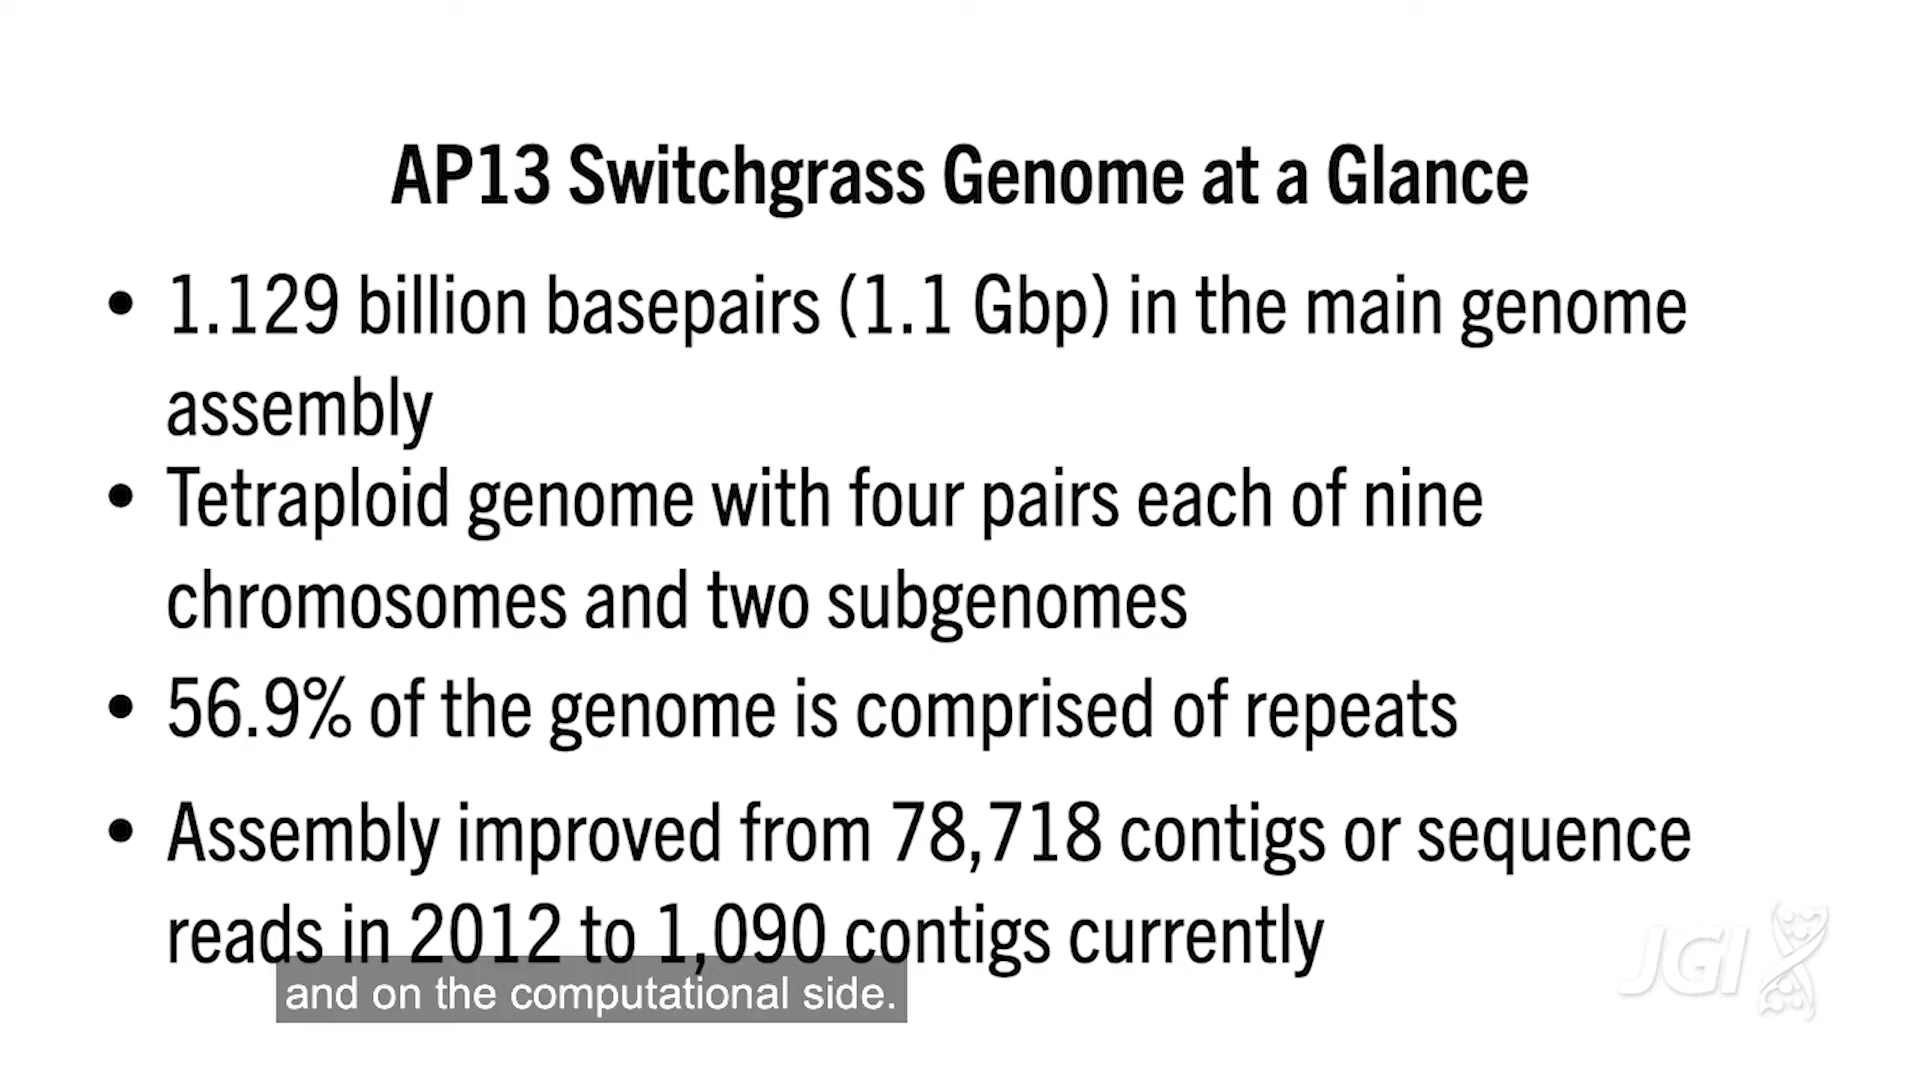 AP13 Switchgrass Genome at a Glance
• 1.129 billion basepairs (1.1 Gbp) in the main genome
assembly
• Tetraploid genome with four pairs each of nine
chromosomes and two subgenomes
• 56.9% of the genome is comprised of repeats
• Assembly improved from 78,718 contigs or sequence
reads in 2012 to 1,090 contigs currently
and on the computational side.
JGI